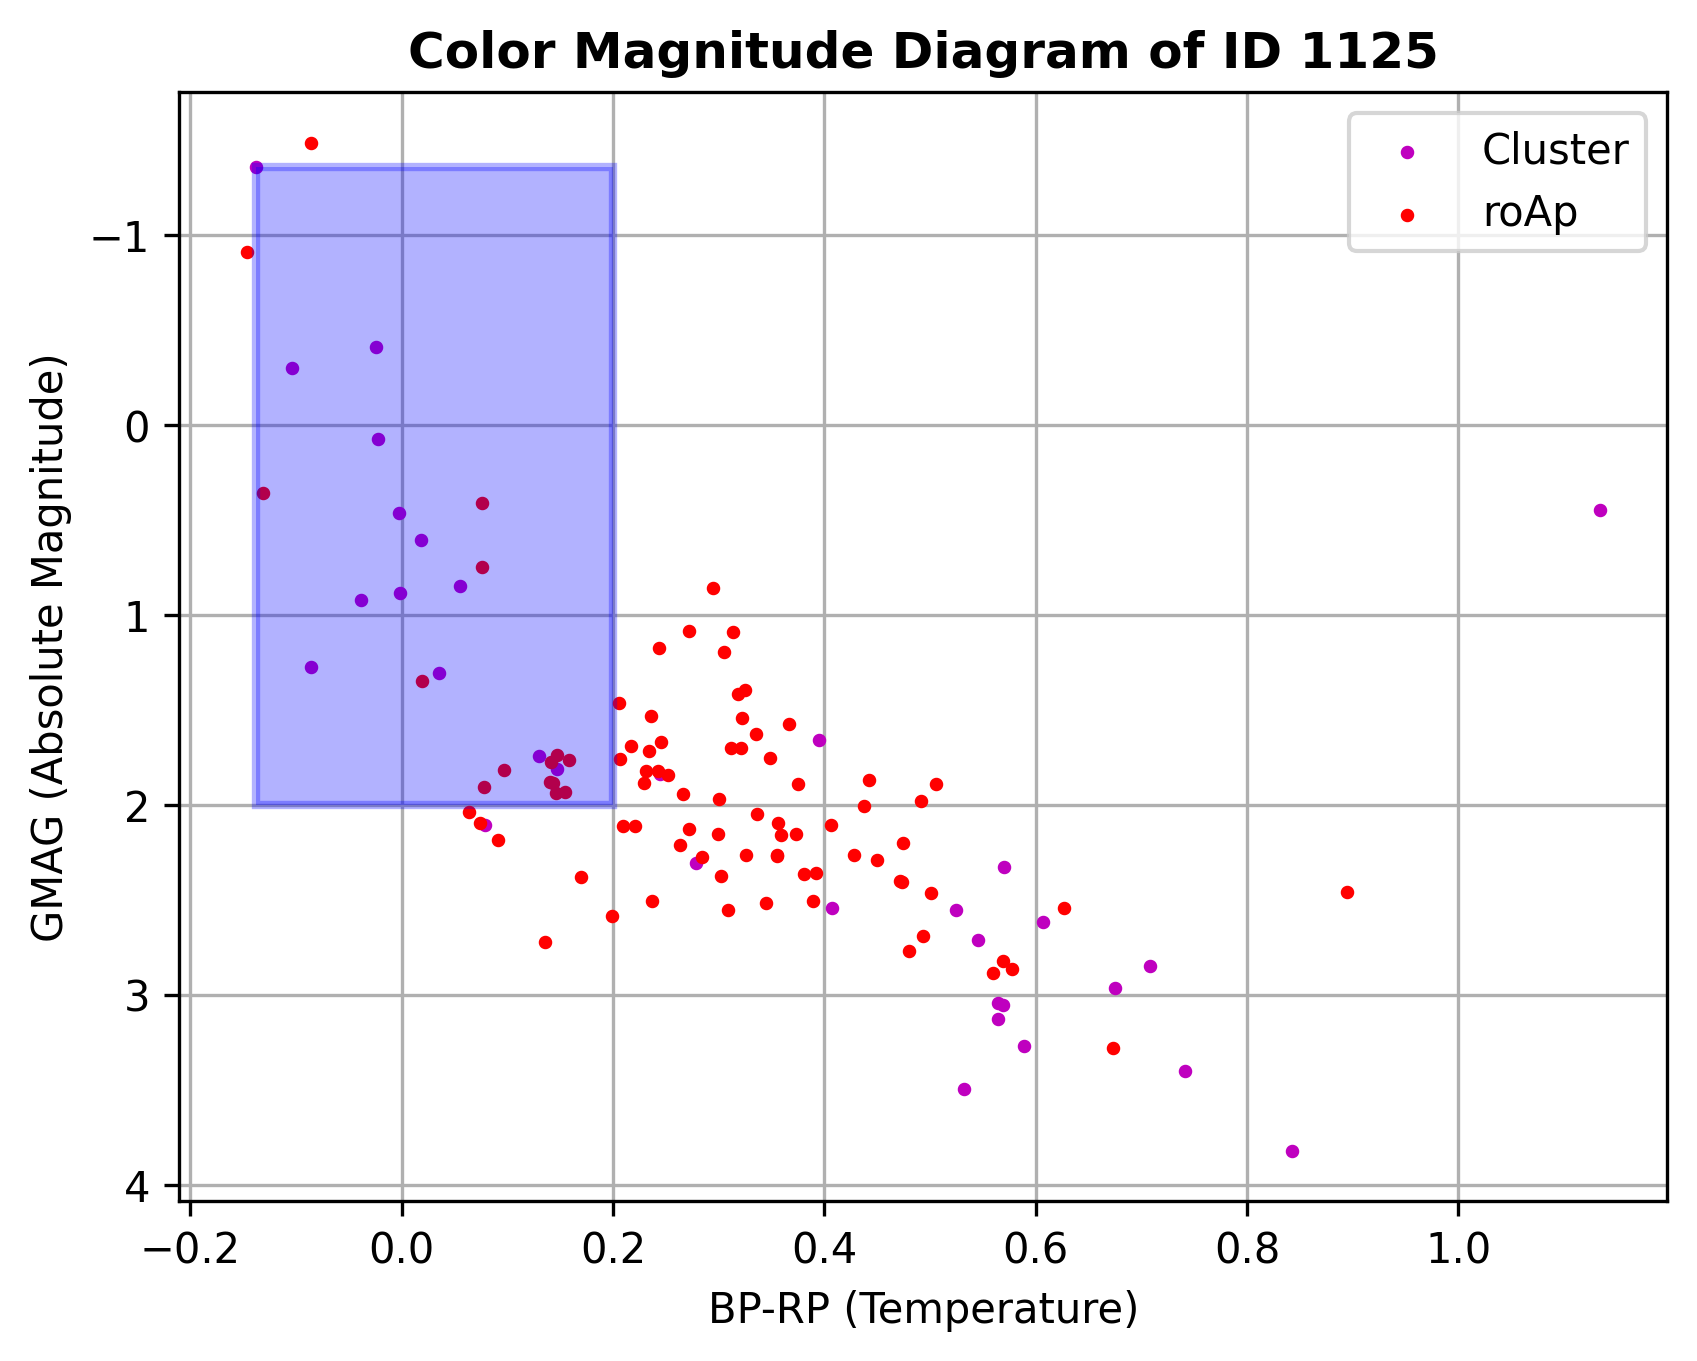 Color Magnitude Diagram of ID 1125
Cluster
roAp
GMAG (Absolute Magnitude)
−1
0
1
2
3
4
−0.2 0.0 0.2 0.4 0.6 0.8 1.0
BP-RP (Temperature)